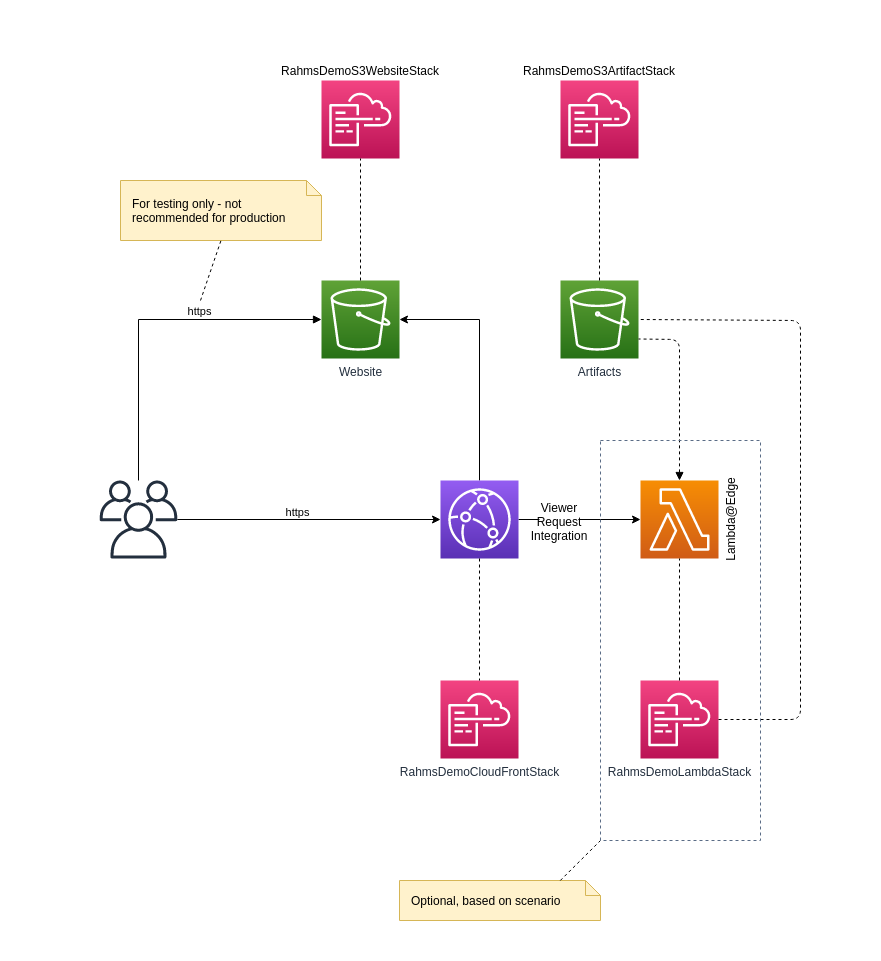 RahmsDemoS3WebsiteStack
RahmsDemoS3ArtifactStack
For testing only - not
recommended for production
https
Website
Artifacts
https
Viewer
Request
Integration
Lambda@Edge
RahmsDemoCloudFrontStack
RahmsDemoLambdaStack
Optional, based on scenario